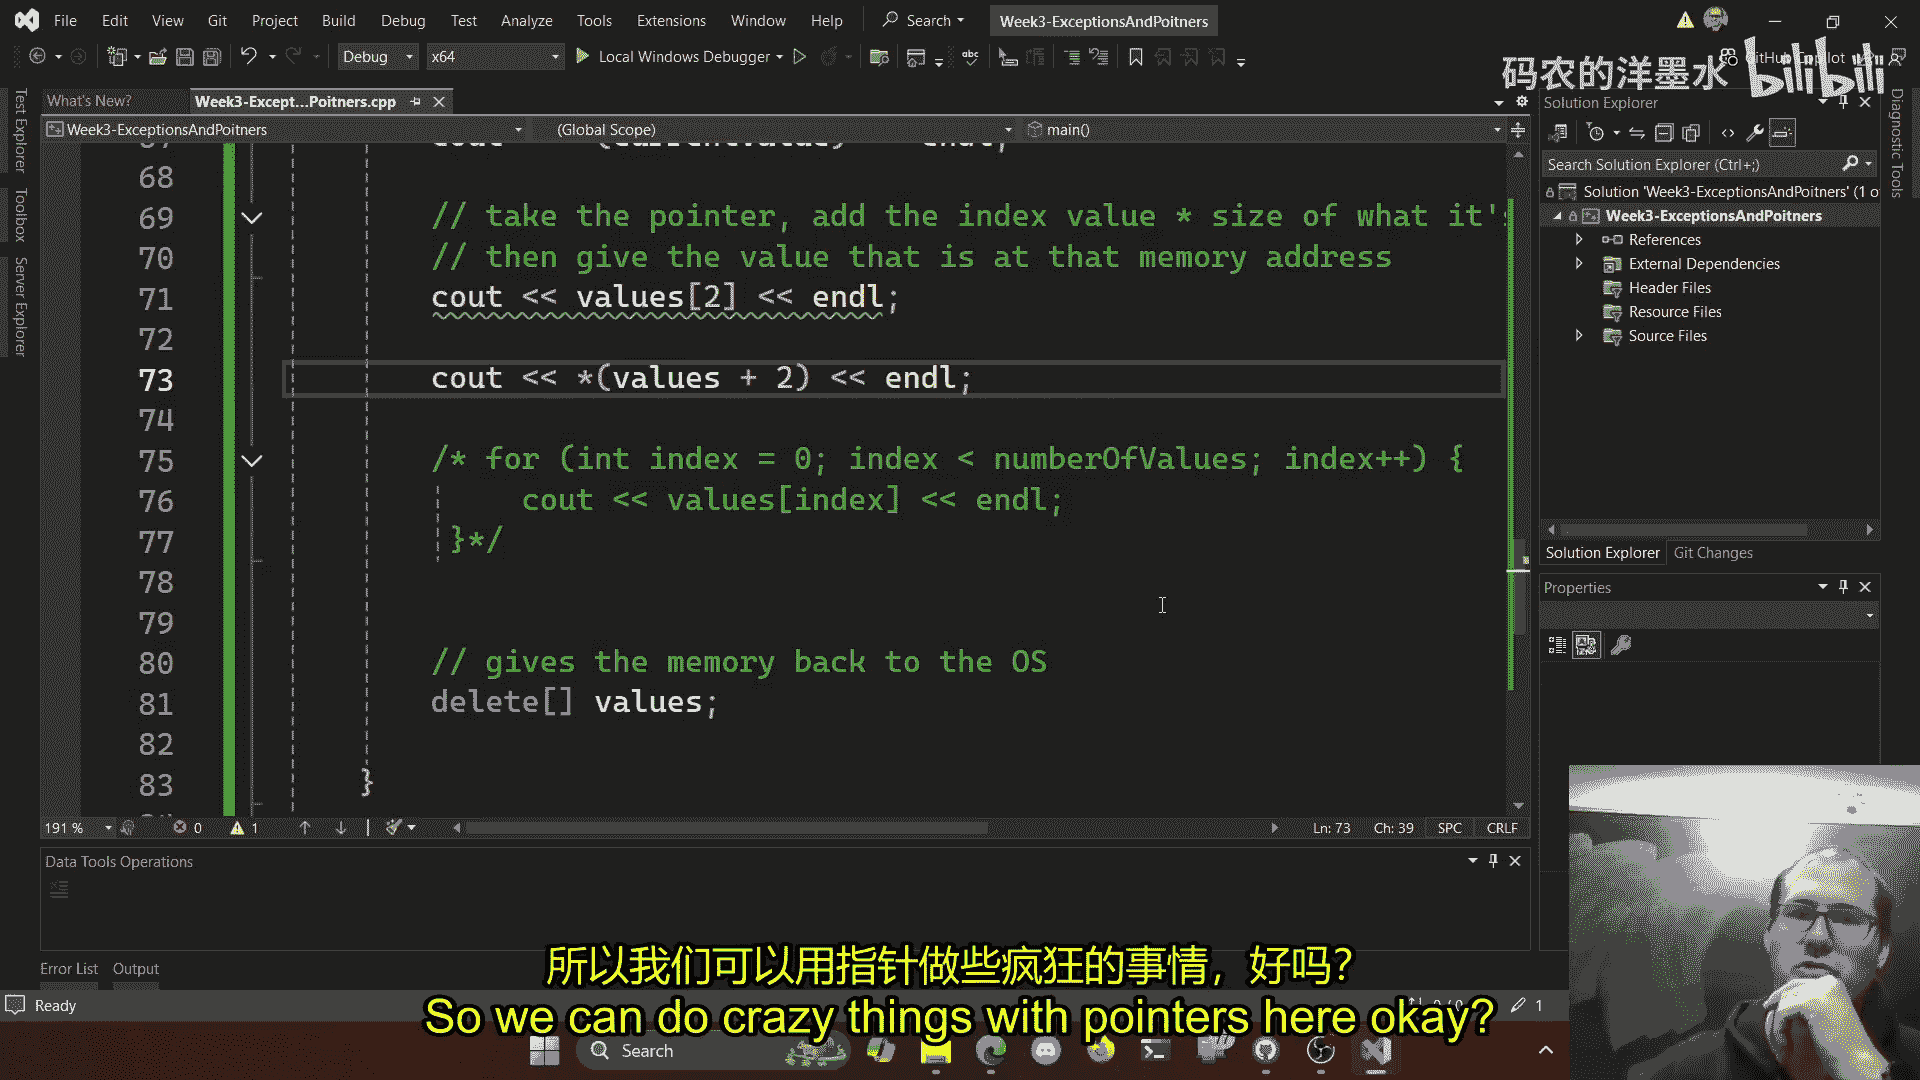 File Edit View Git Project Build Debug Test Analyze Tools Extensions Window Help Search Week3-ExceptionsAndPoitners
Debug x64 Local Windows Debugger
码农的洋墨水 bilibili
What's New? Week3-Except...Poitners.cpp
Week3-ExceptionsAndPoitners (Global Scope) main()
Test Explorer
Toolbox
Server Explorer
68
69 // take the pointer, add the index value * size of what it's
70 // then give the value that is at that memory address
71 cout << values[2] << endl;
72
73 cout << *(values + 2) << endl;
74
75 /* for (int index = 0; index < numberOfValues; index++) {
76 cout << values[index] << endl;
77 }*/
78
79
80 // gives the memory back to the OS
81 delete[] values;
82
83 }
191 % 0 1 Ln: 73 Ch: 39 SPC CRLF
Data Tools Operations
Error List Output
Ready
Solution Explorer
Search Solution Explorer (Ctrl+;)
Solution 'Week3-ExceptionsAndPoitners' (1 o
Week3-ExceptionsAndPoitners
References
External Dependencies
Header Files
Resource Files
Source Files
Solution Explorer Git Changes
Properties
Diagnostic Tools
所以我们可以用指针做些疯狂的事情，好吗？
So we can do crazy things with pointers here okay?
1
Search